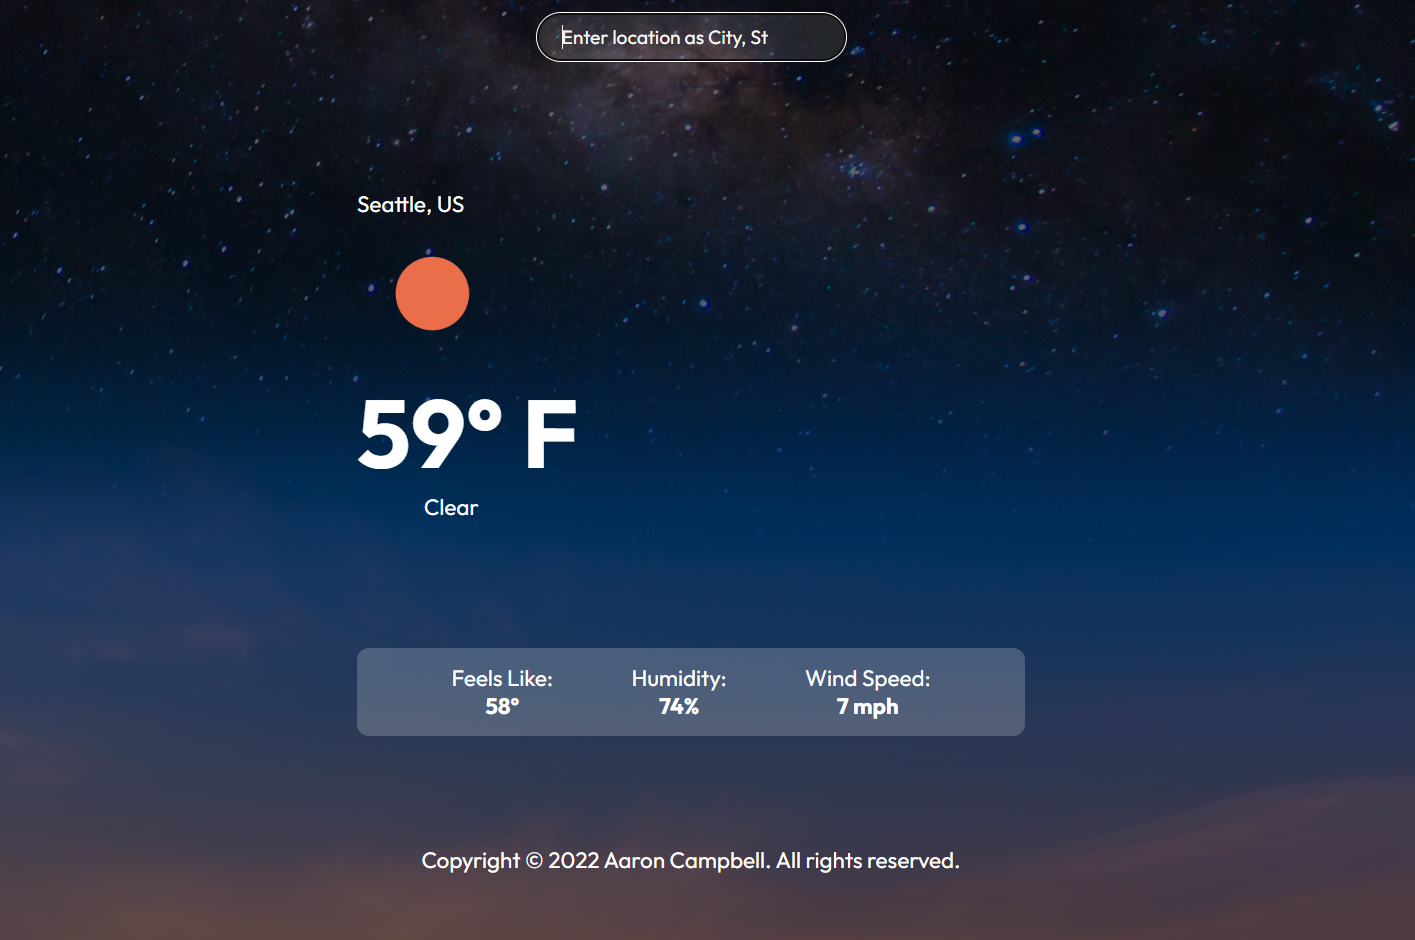 Enter location as City, St
Seattle, US
59° F
Clear
Feels Like: Humidity: Wind Speed:
58° 74% 7 mph
Copyright © 2022 Aaron Campbell. All rights reserved.